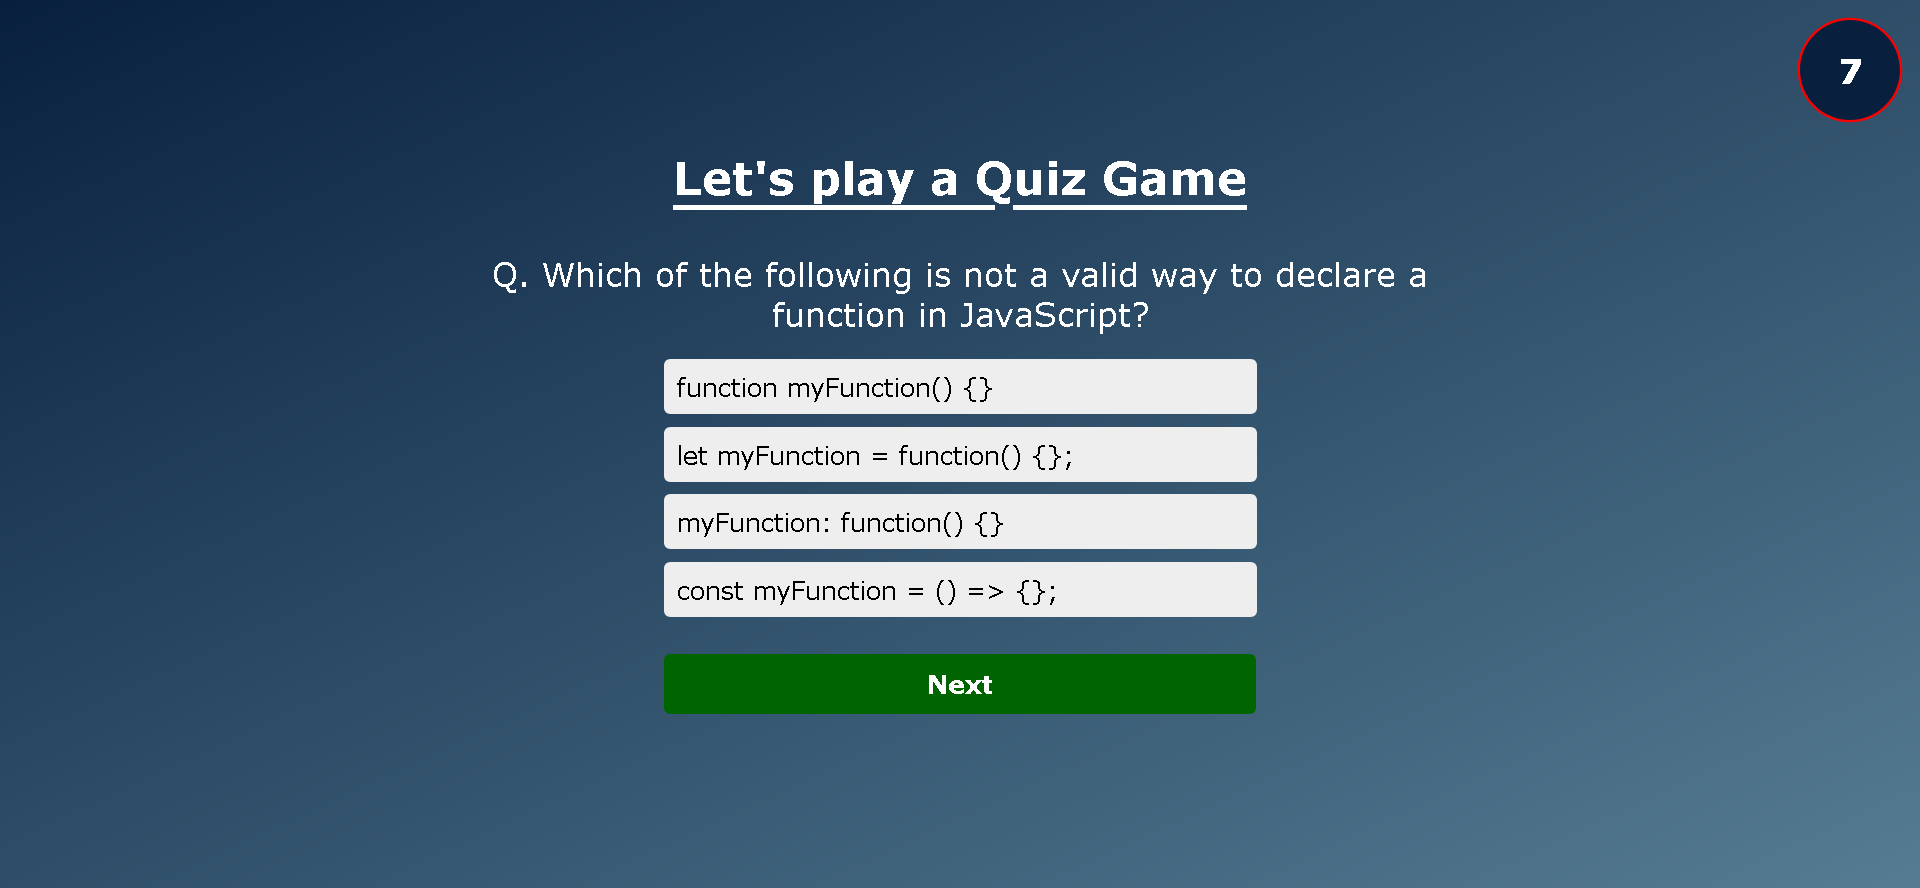 7
Let's play a Quiz Game
Q. Which of the following is not a valid way to declare a
function in JavaScript?
function myFunction() {}
let myFunction = function() {};
myFunction: function() {}
const myFunction = () => {};
Next